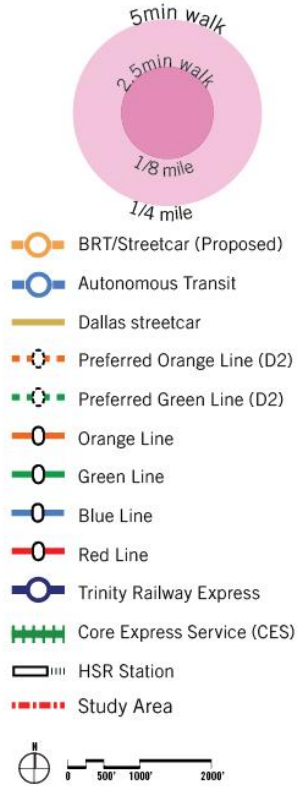 5min walk
2.5min walk
1/8 mile
1/4 mile
BRT/Streetcar (Proposed)
Autonomous Transit
Dallas streetcar
Preferred Orange Line (D2)
Preferred Green Line (D2)
Orange Line
Green Line
Blue Line
Red Line
Trinity Railway Express
Core Express Service (CES)
HSR Station
Study Area
N
0 500' 1000' 2000'